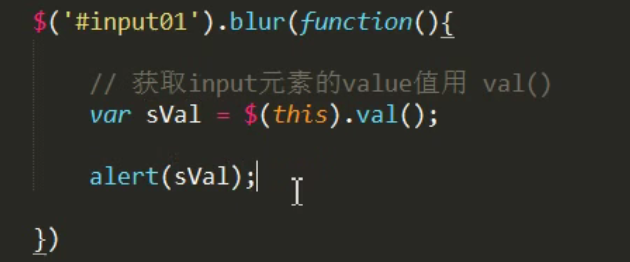 $('#input01').blur(function(){
// 获取input元素的value值用 val()
var sVal = $(this).val();
alert(sVal);
})